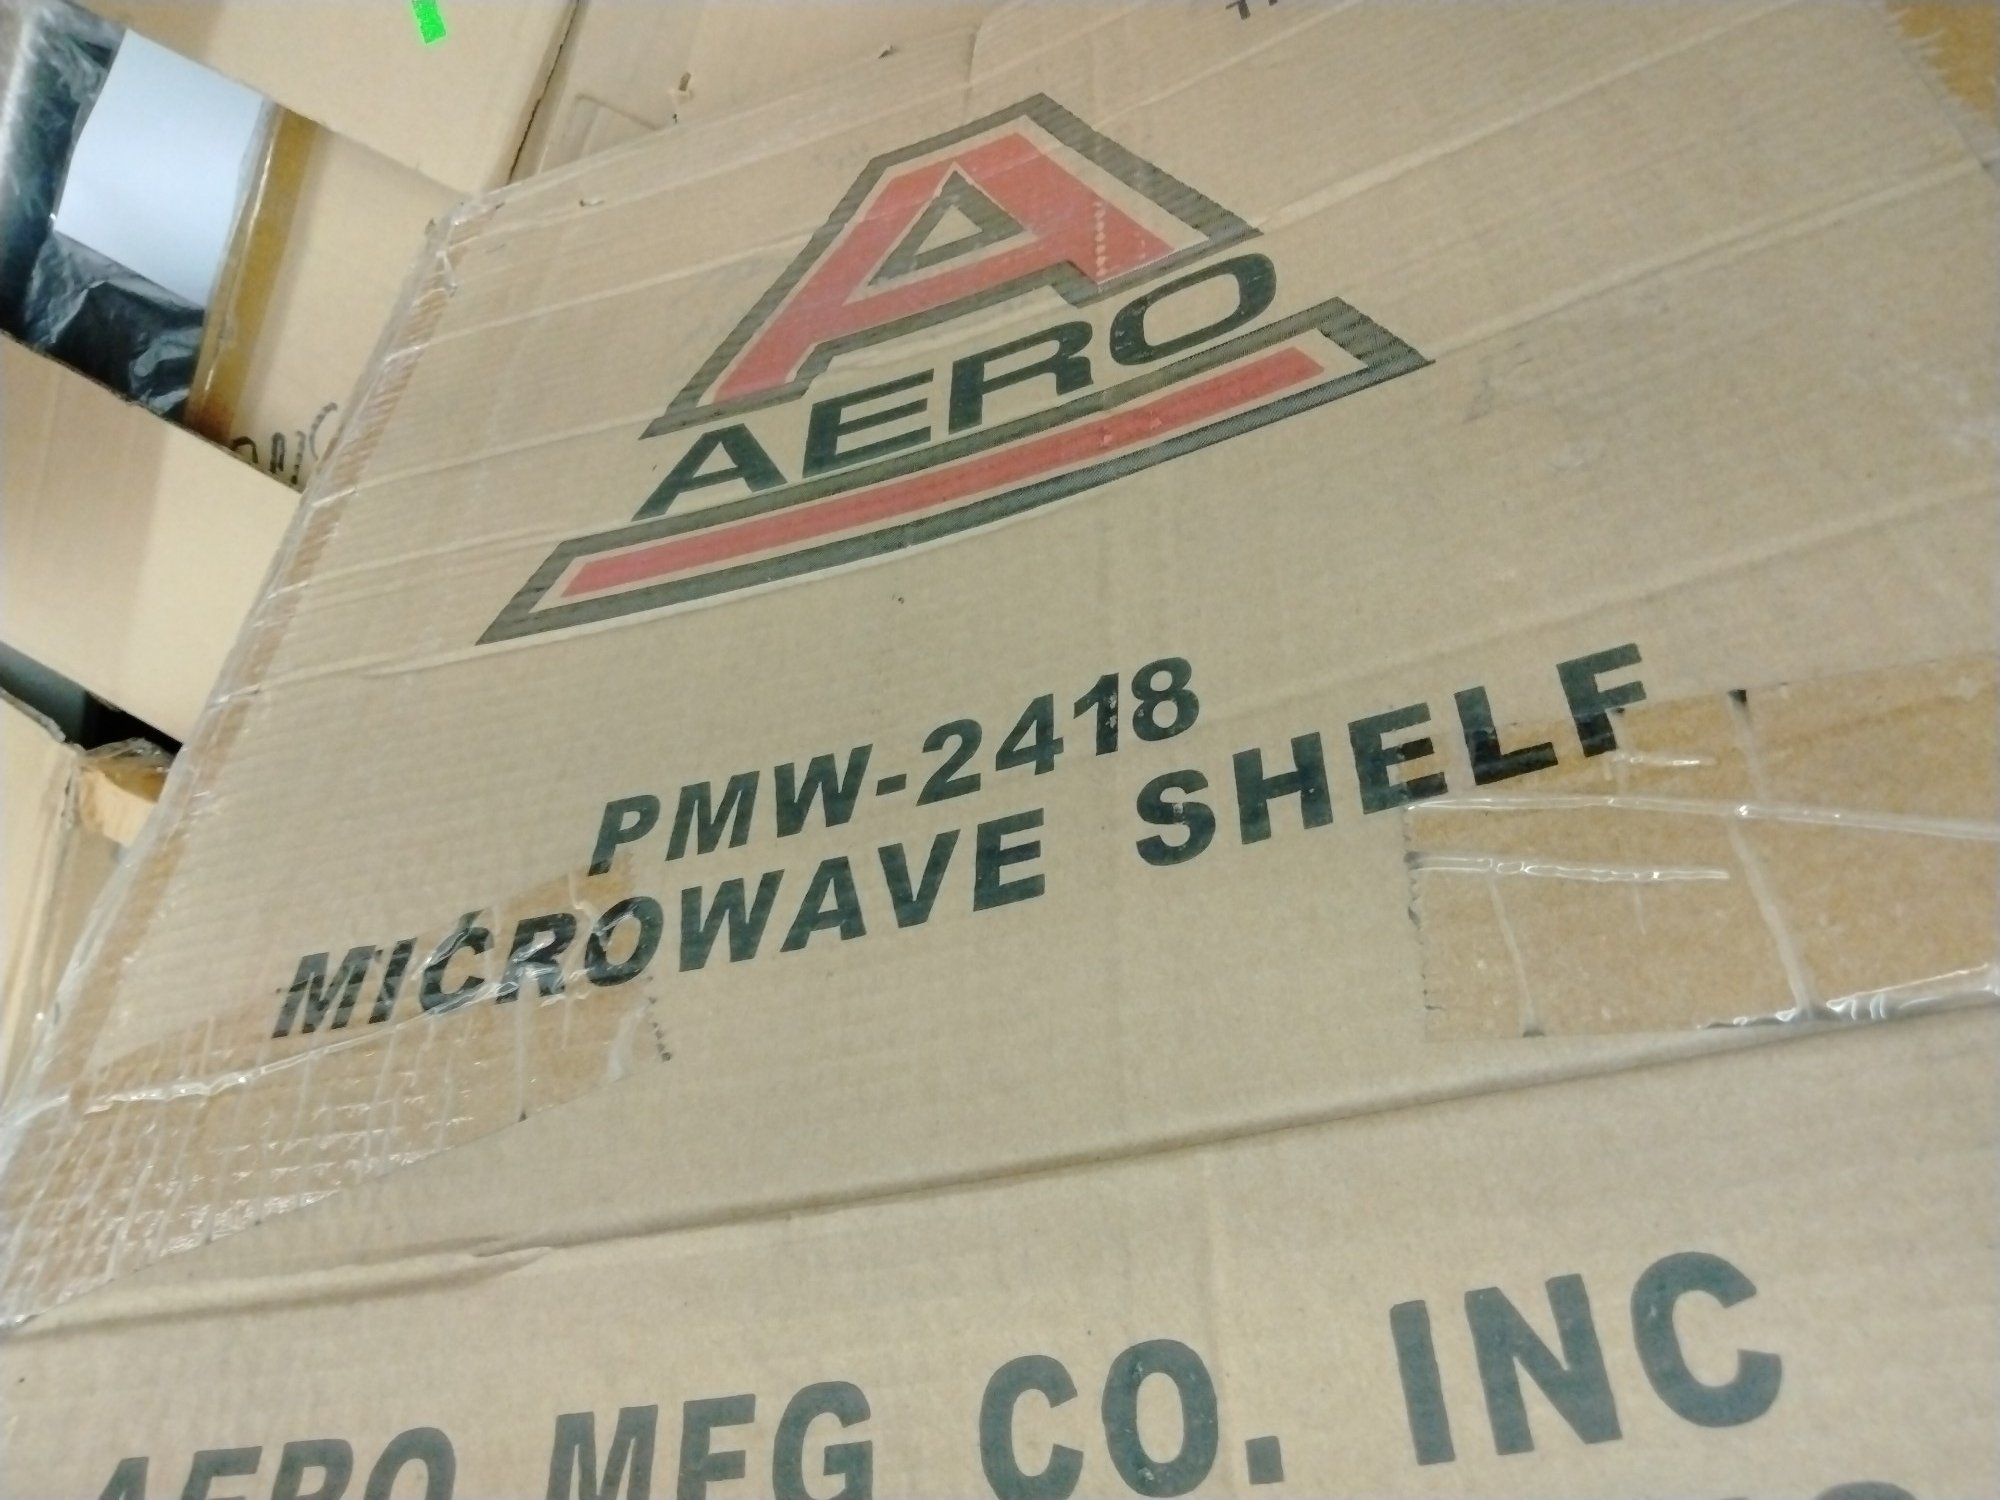 A
AERO
PMW-2418
MICROWAVE SHELF
AERO MFG CO. INC